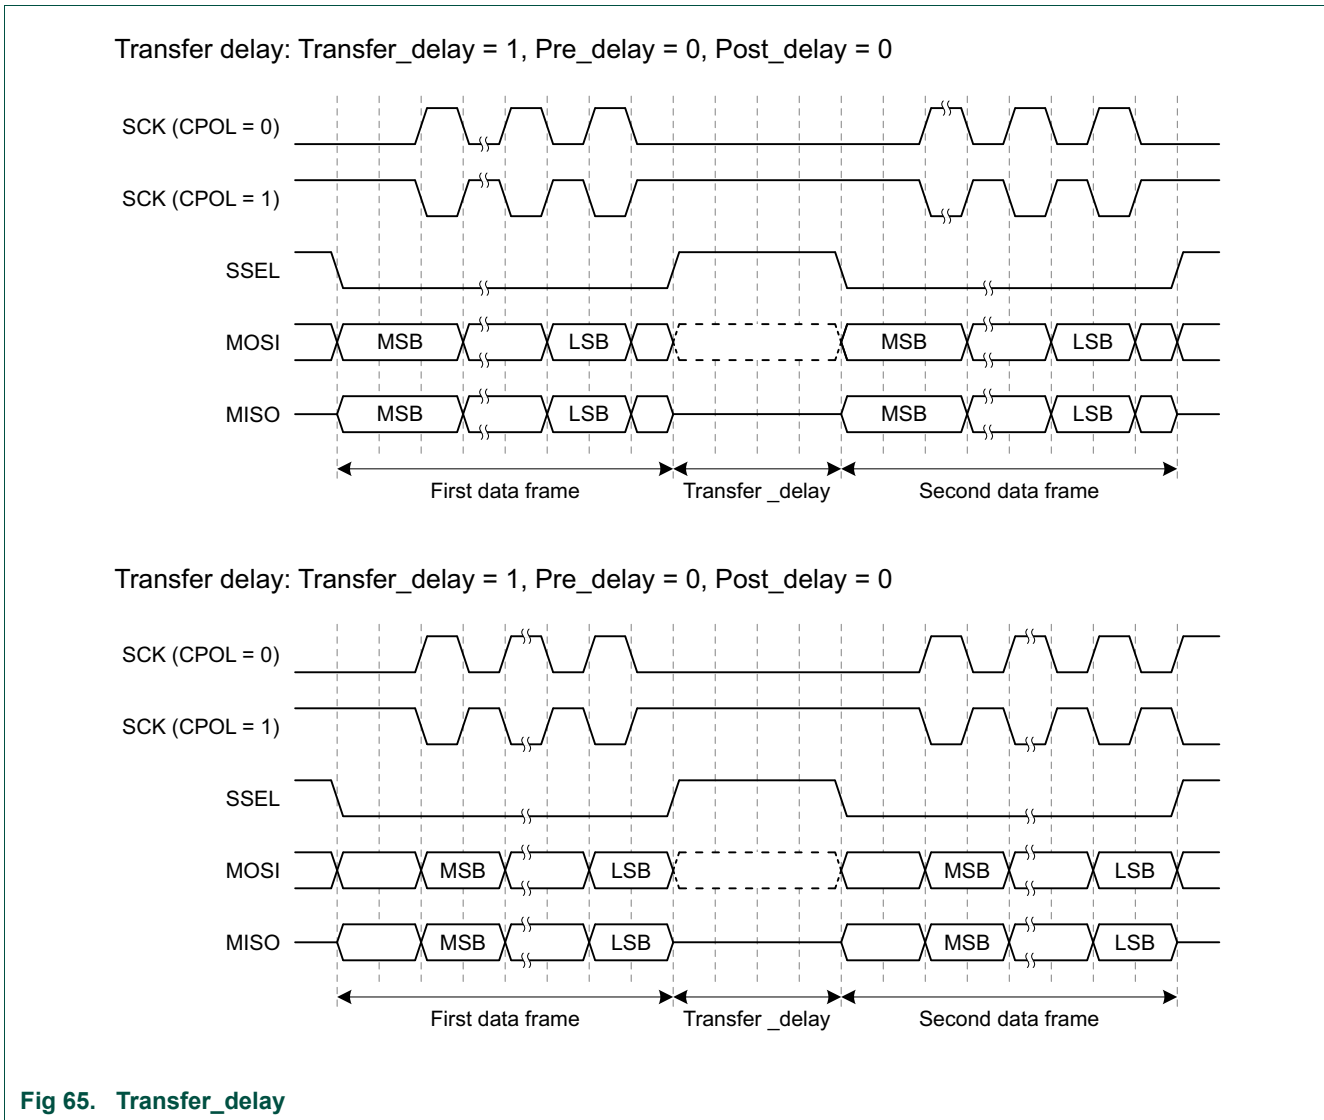 Transfer delay: Transfer_delay = 1, Pre_delay = 0, Post_delay = 0
SCK (CPOL = 0)
SCK (CPOL = 1)
SSEL
MOSI MSB LSB MSB LSB
MISO MSB LSB MSB LSB
First data frame Transfer _delay Second data frame
Transfer delay: Transfer_delay = 1, Pre_delay = 0, Post_delay = 0
SCK (CPOL = 0)
SCK (CPOL = 1)
SSEL
MOSI MSB LSB MSB LSB
MISO MSB LSB MSB LSB
First data frame Transfer _delay Second data frame
Fig 65. Transfer_delay